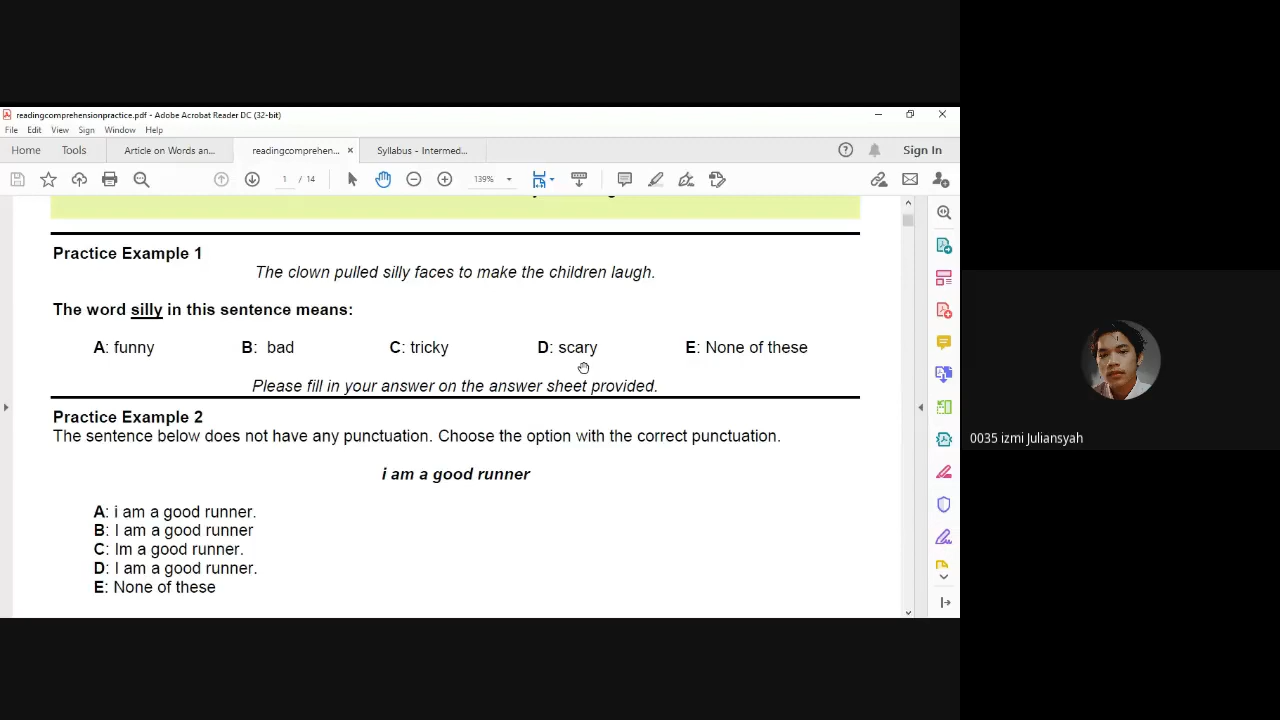 readingcomprehensionpractice.pdf - Adobe Acrobat Reader DC (32-bit)
File Edit View Sign Window Help
Home Tools Article on Words an... readingcomprehen... × Syllabus - Intermed... Sign In
1 / 14 139%
Practice Example 1
The clown pulled silly faces to make the children laugh.
The word silly in this sentence means:
A: funny B: bad C: tricky D: scary E: None of these
Please fill in your answer on the answer sheet provided.
Practice Example 2
The sentence below does not have any punctuation. Choose the option with the correct punctuation.
i am a good runner
A: i am a good runner.
B: I am a good runner
C: Im a good runner.
D: I am a good runner.
E: None of these
0035 izmi Juliansyah